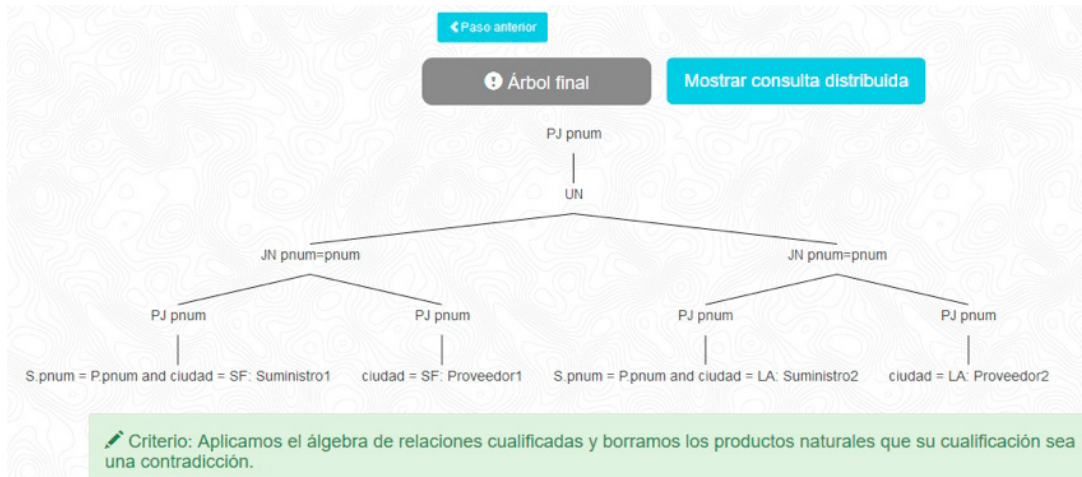 Paso anterior
Árbol final
Mostrar consulta distribuida
PJ pnum
UN
JN pnum=pnum
JN pnum=pnum
PJ pnum
PJ pnum
PJ pnum
PJ pnum
S.pnum = P.pnum and ciudad = SF: Suministro1
ciudad = SF: Proveedor1
S.pnum = P.pnum and ciudad = LA: Suministro2
ciudad = LA: Proveedor2
Criterio: Aplicamos el álgebra de relaciones cualificadas y borramos los productos naturales que su cualificación sea
una contradicción.